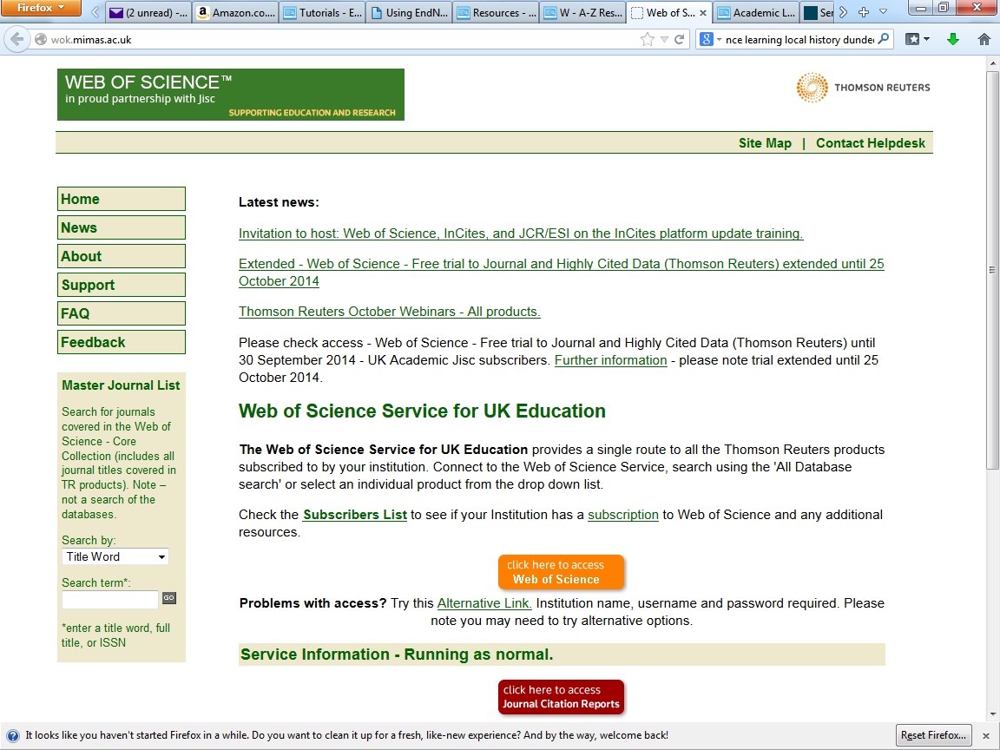 Firefox
(2 unread) -...
Amazon.co....
Tutorials - E...
Using EndN...
Resources - ...
W - A-Z Res...
Web of S...
Academic L...
Ser
wok.mimas.ac.uk
nce learning local history dunde
WEB OF SCIENCE™
in proud partnership with Jisc
SUPPORTING EDUCATION AND RESEARCH
THOMSON REUTERS
Site Map | Contact Helpdesk
Home
News
About
Support
FAQ
Feedback
Master Journal List
Search for journals
covered in the Web of
Science - Core
Collection (includes all
journal titles covered in
TR products). Note –
not a search of the
databases.
Search by:
Title Word
Search term*:
GO
*enter a title word, full
title, or ISSN
Latest news:
Invitation to host: Web of Science, InCites, and JCR/ESI on the InCites platform update training.
Extended - Web of Science - Free trial to Journal and Highly Cited Data (Thomson Reuters) extended until 25
October 2014
Thomson Reuters October Webinars - All products.
Please check access - Web of Science - Free trial to Journal and Highly Cited Data (Thomson Reuters) until
30 September 2014 - UK Academic Jisc subscribers. Further information - please note trial extended until 25
October 2014.
Web of Science Service for UK Education
The Web of Science Service for UK Education provides a single route to all the Thomson Reuters products
subscribed to by your institution. Connect to the Web of Science Service, search using the 'All Database
search' or select an individual product from the drop down list.
Check the Subscribers List to see if your Institution has a subscription to Web of Science and any additional
resources.
click here to access
Web of Science
Problems with access? Try this Alternative Link. Institution name, username and password required. Please
note you may need to try alternative options.
Service Information - Running as normal.
click here to access
Journal Citation Reports
It looks like you haven't started Firefox in a while. Do you want to clean it up for a fresh, like-new experience? And by the way, welcome back!
Reset Firefox...